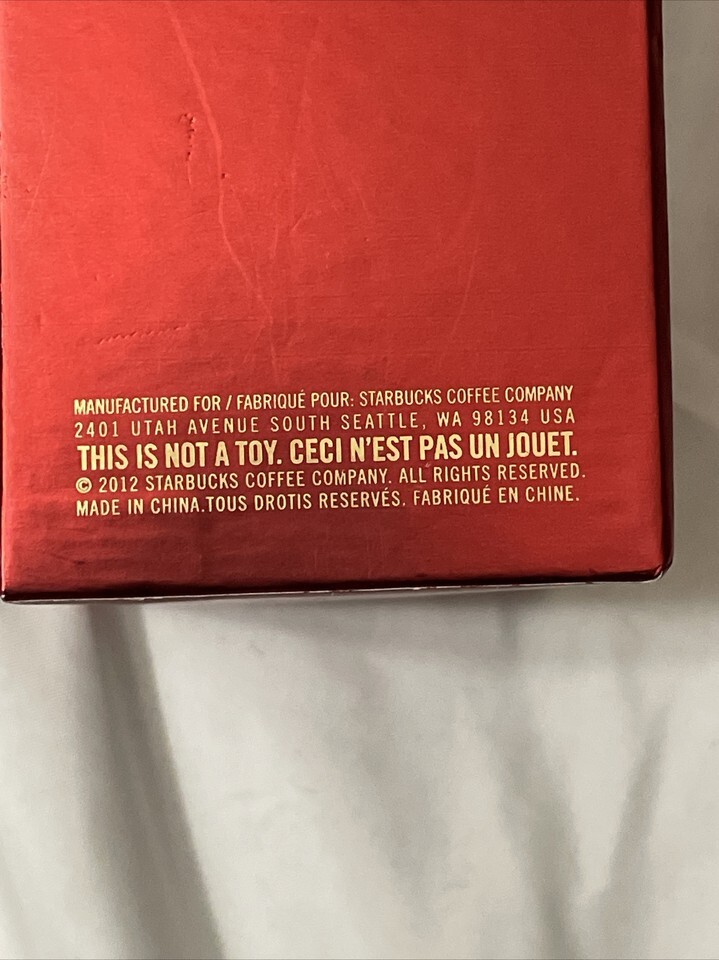 MANUFACTURED FOR / FABRIQUÉ POUR: STARBUCKS COFFEE COMPANY
2401 UTAH AVENUE SOUTH SEATTLE, WA 98134 USA
THIS IS NOT A TOY. CECI N'EST PAS UN JOUET.
© 2012 STARBUCKS COFFEE COMPANY. ALL RIGHTS RESERVED.
MADE IN CHINA.TOUS DROTIS RESERVÉS. FABRIQUÉ EN CHINE.